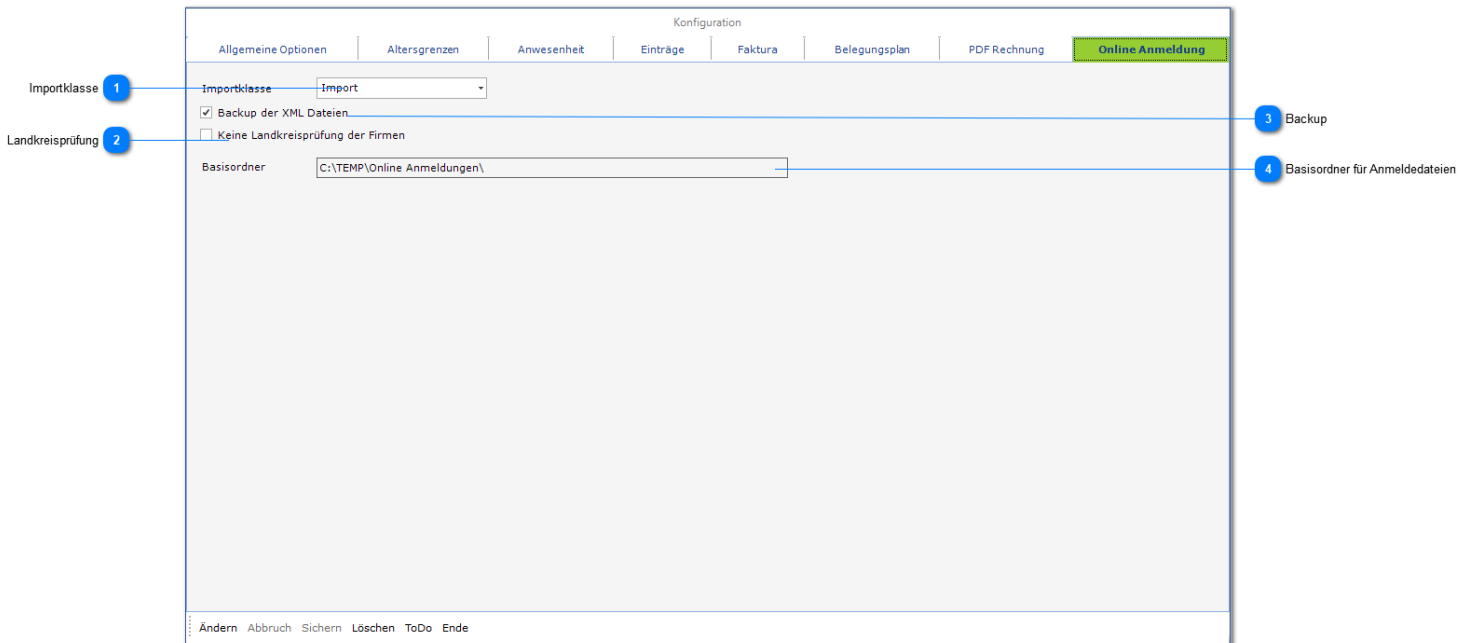 Konfiguration
Allgemeine Optionen Altersgrenzen Anwesenheit Einträge Faktura Belegungsplan PDF Rechnung Online Anmeldung
Importklasse 1 Importklasse Import
Backup der XML Dateien 3 Backup
Landkreisprüfung 2 Keine Landkreisprüfung der Firmen
Basisordner C:\TEMP\Online Anmeldungen\ 4 Basisordner für Anmeldedateien
Ändern Abbruch Sichern Löschen ToDo Ende